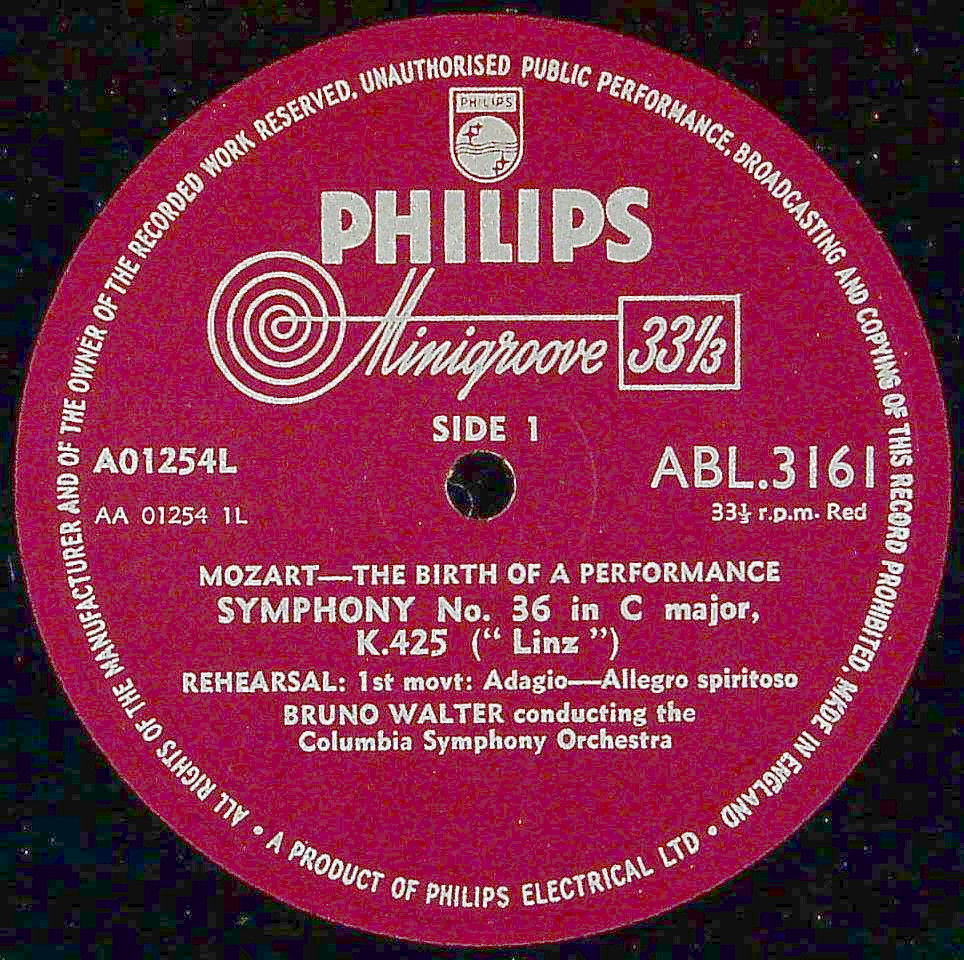 ALL RIGHTS OF THE MANUFACTURER AND OF THE OWNER OF THE RECORDED WORK RESERVED. UNAUTHORISED PUBLIC PERFORMANCE, BROADCASTING AND COPYING OF THIS RECORD PROHIBITED, MKDE IN ENGLAND
PHILIPS
PHILIPS
Minigroove 33⅓
SIDE 1
A01254L
AA 01254 1L
ABL.3161
33⅓ r.p.m. Red
MOZART—THE BIRTH OF A PERFORMANCE
SYMPHONY No. 36 in C major,
K.425 (“ Linz ”)
REHEARSAL: 1st movt: Adagio—Allegro spiritoso
BRUNO WALTER conducting the
Columbia Symphony Orchestra
• A PRODUCT OF PHILIPS ELECTRICAL LTD •